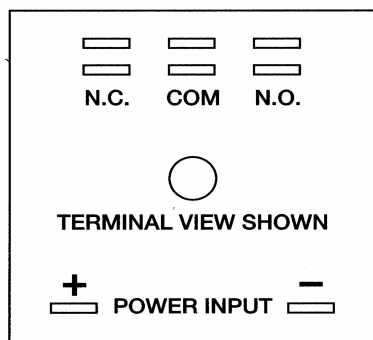 N.C. COM N.O.
TERMINAL VIEW SHOWN
+ POWER INPUT −